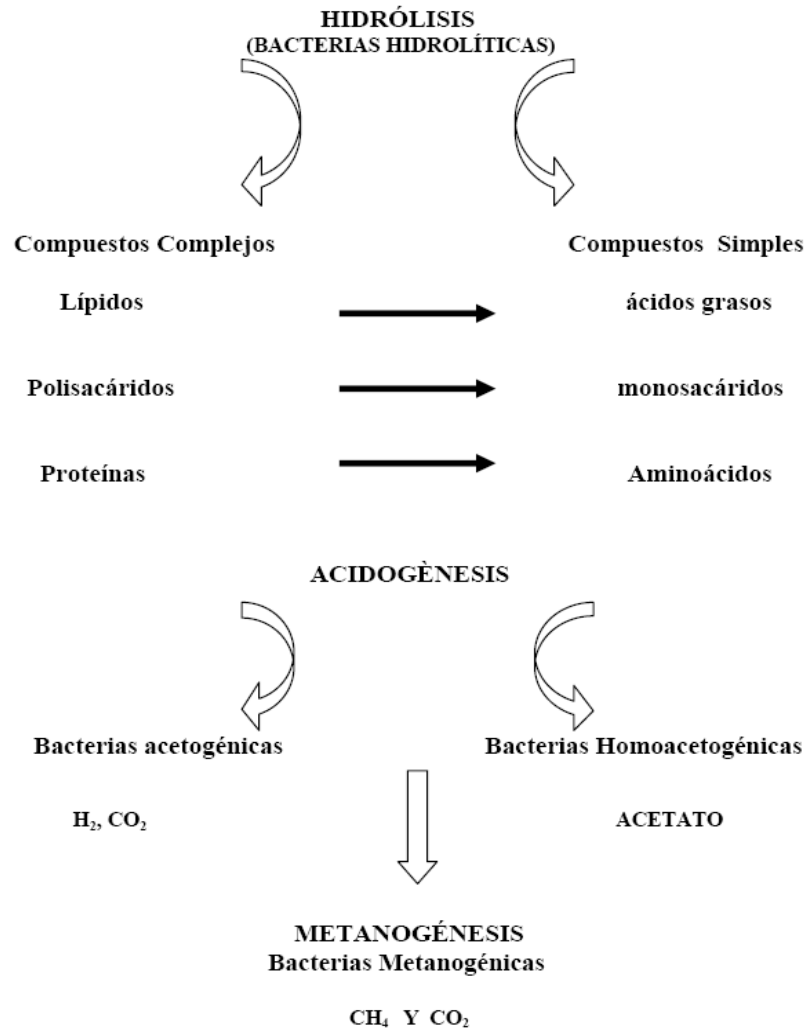 HIDRÓLISIS
(BACTERIAS HIDROLÍTICAS)
Compuestos Complejos
Compuestos Simples
Lípidos
ácidos grasos
Polisacáridos
monosacáridos
Proteínas
Aminoácidos
ACIDOGÈNESIS
Bacterias acetogénicas
Bacterias Homoacetogénicas
H₂, CO₂
ACETATO
METANOGÉNESIS
Bacterias Metanogénicas
CH₄ Y CO₂